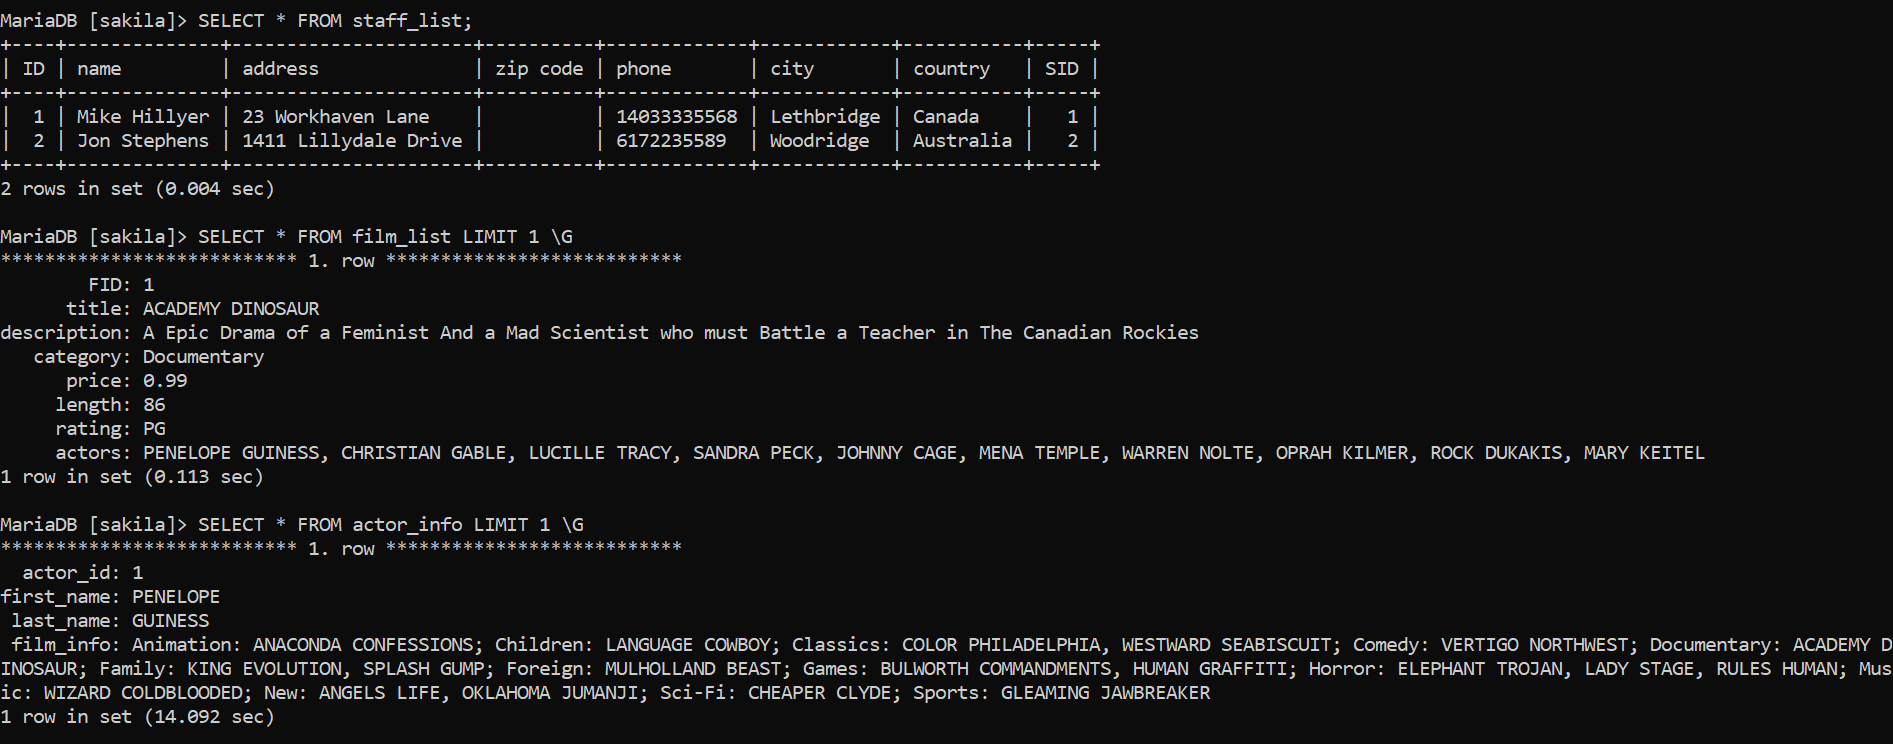 MariaDB [sakila]> SELECT * FROM staff_list;
+----+--------------+----------------------+----------+-------------+------------+-----------+-----+
| ID | name         | address              | zip code | phone       | city       | country   | SID |
+----+--------------+----------------------+----------+-------------+------------+-----------+-----+
|  1 | Mike Hillyer | 23 Workhaven Lane    |          | 14033335568 | Lethbridge | Canada    |   1 |
|  2 | Jon Stephens | 1411 Lillydale Drive |          | 6172235589  | Woodridge  | Australia |   2 |
+----+--------------+----------------------+----------+-------------+------------+-----------+-----+
2 rows in set (0.004 sec)

MariaDB [sakila]> SELECT * FROM film_list LIMIT 1 \G
*************************** 1. row ***************************
        FID: 1
      title: ACADEMY DINOSAUR
description: A Epic Drama of a Feminist And a Mad Scientist who must Battle a Teacher in The Canadian Rockies
   category: Documentary
      price: 0.99
     length: 86
     rating: PG
     actors: PENELOPE GUINESS, CHRISTIAN GABLE, LUCILLE TRACY, SANDRA PECK, JOHNNY CAGE, MENA TEMPLE, WARREN NOLTE, OPRAH KILMER, ROCK DUKAKIS, MARY KEITEL
1 row in set (0.113 sec)

MariaDB [sakila]> SELECT * FROM actor_info LIMIT 1 \G
*************************** 1. row ***************************
  actor_id: 1
first_name: PENELOPE
 last_name: GUINESS
 film_info: Animation: ANACONDA CONFESSIONS; Children: LANGUAGE COWBOY; Classics: COLOR PHILADELPHIA, WESTWARD SEABISCUIT; Comedy: VERTIGO NORTHWEST; Documentary: ACADEMY D
INOSAUR; Family: KING EVOLUTION, SPLASH GUMP; Foreign: MULHOLLAND BEAST; Games: BULWORTH COMMANDMENTS, HUMAN GRAFFITI; Horror: ELEPHANT TROJAN, LADY STAGE, RULES HUMAN; Mus
ic: WIZARD COLDBLOODED; New: ANGELS LIFE, OKLAHOMA JUMANJI; Sci-Fi: CHEAPER CLYDE; Sports: GLEAMING JAWBREAKER
1 row in set (14.092 sec)